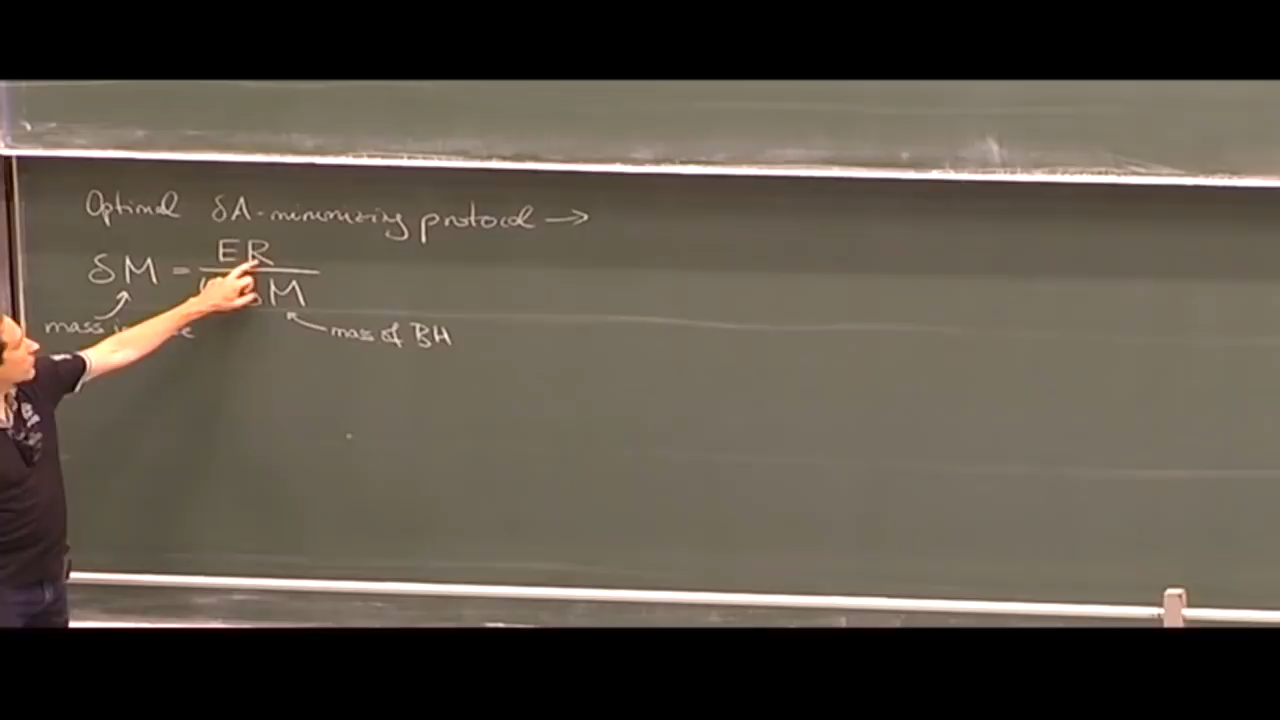 Optimal δA-minimizing protocol →
δM = ER / M
mass
mass of BH